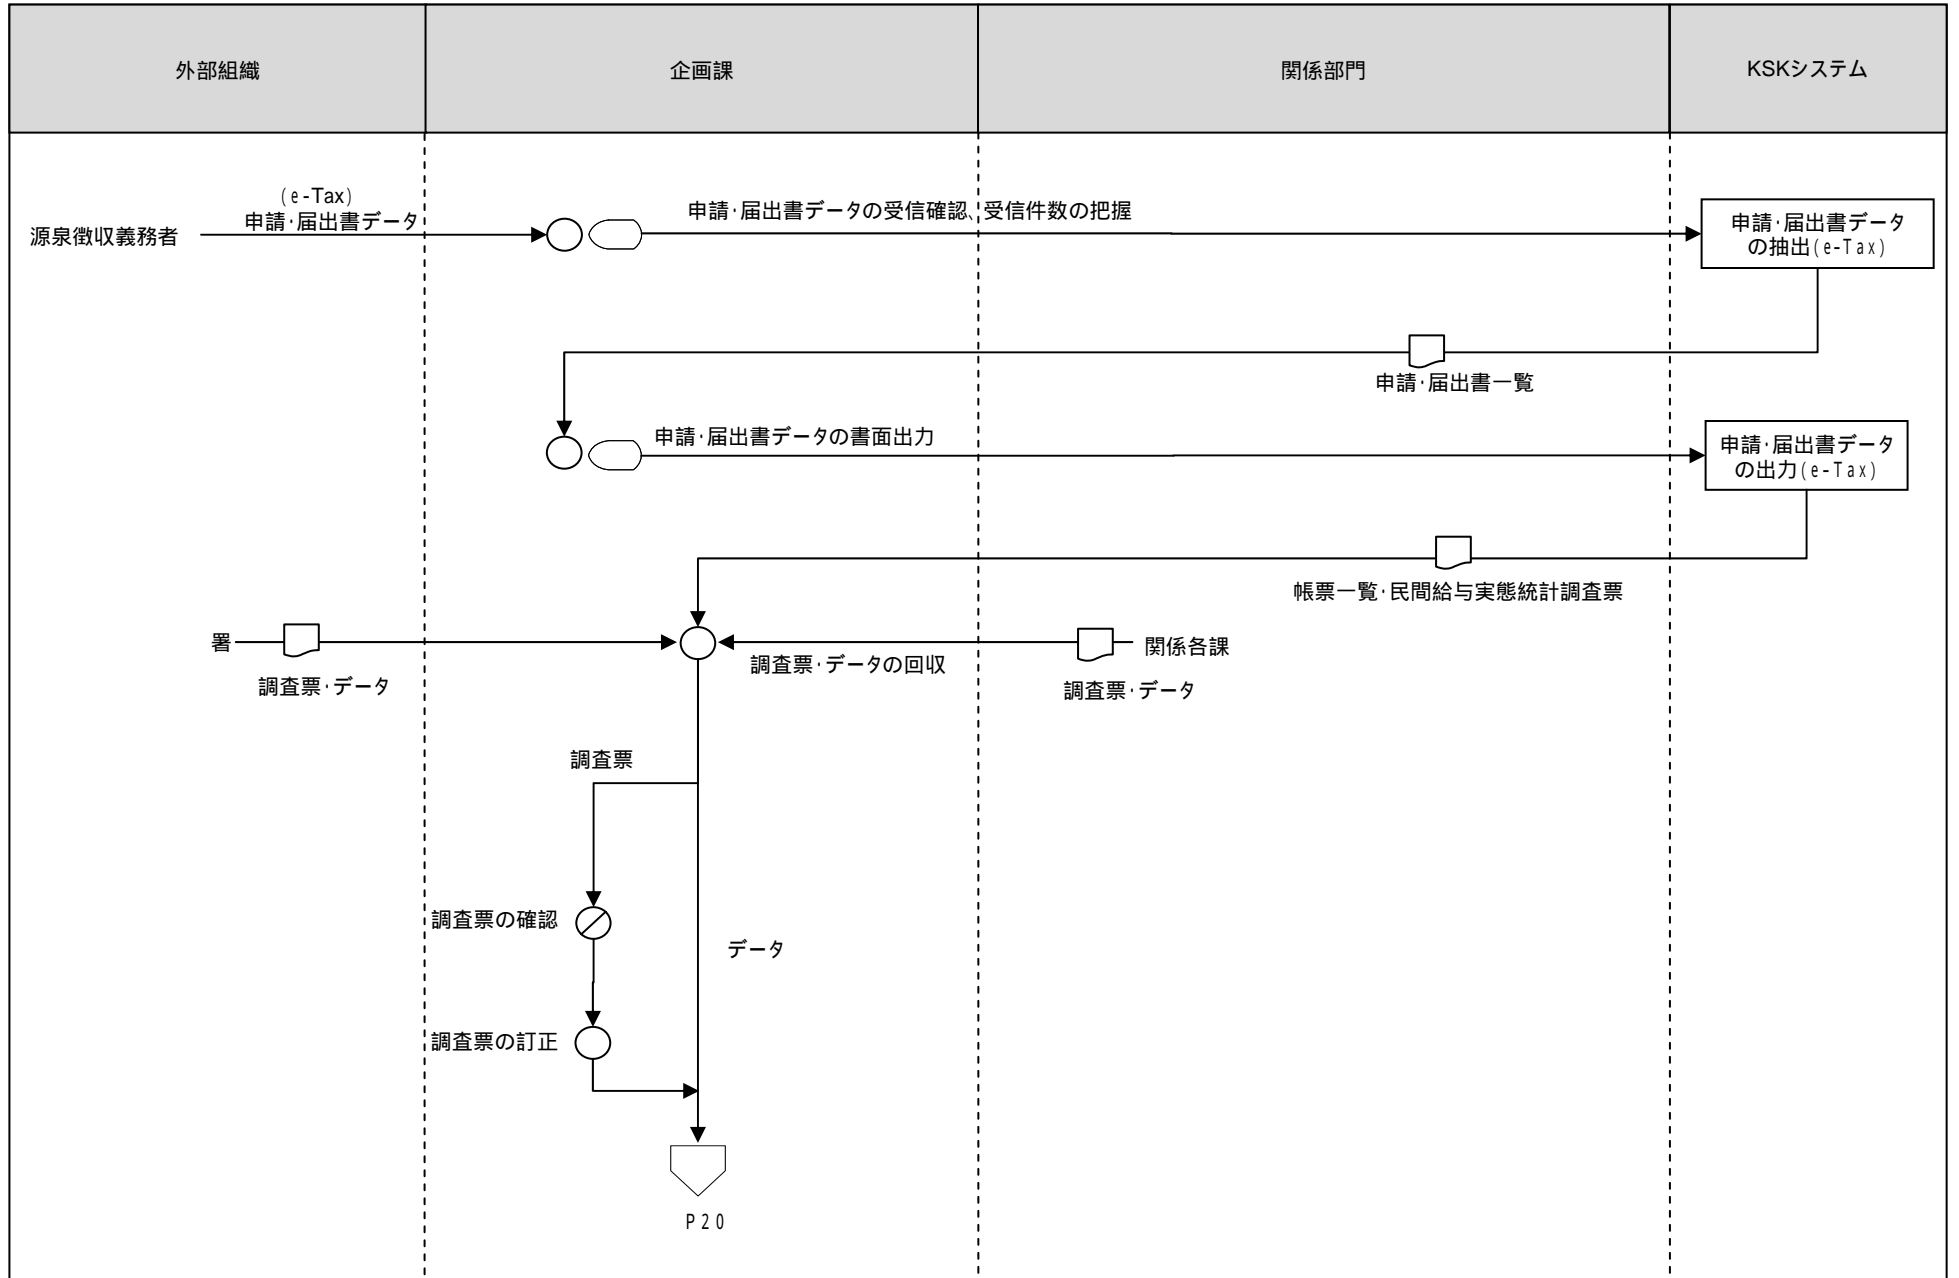 外部組織
企画課
関係部門
KSKシステム
(e-Tax)
申請・届出書データ
源泉徴収義務者
申請・届出書データの受信確認、受信件数の把握
申請・届出書データ
の抽出(e-Tax)
申請・届出書一覧
申請・届出書データの書面出力
申請・届出書データ
の出力(e-Tax)
帳票一覧・民間給与実態統計調査票
署
調査票・データ
調査票・データの回収
関係各課
調査票・データ
調査票
調査票の確認
データ
調査票の訂正
P20